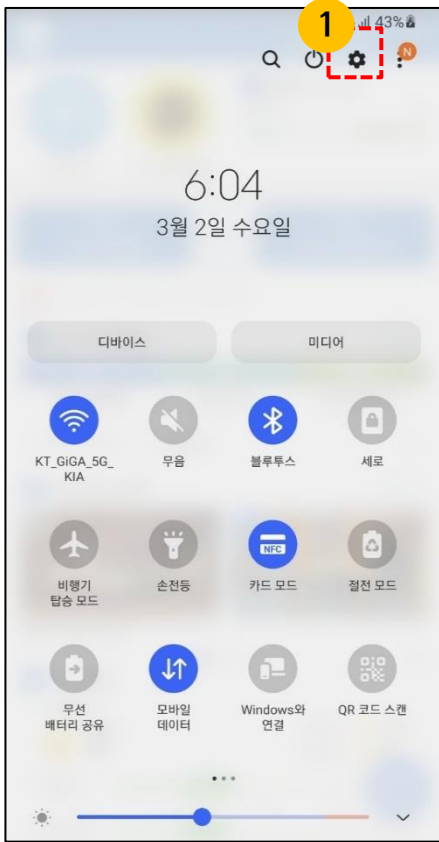 1
43%
N
6:04
3월 2일 수요일
디바이스
미디어
KT_GiGA_5G_
KIA
무음
블루투스
세로
비행기
탑승 모드
손전등
NFC
카드 모드
절전 모드
무선
배터리 공유
모바일
데이터
Windows와
연결
QR 코드 스캔